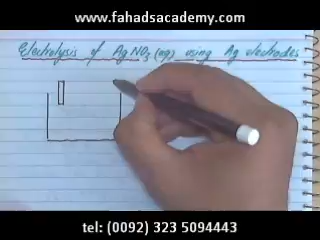 www.fahadsacademy.com
Electrolysis of AgNO3 (aq) using Ag electrodes
tel: (0092) 323 5094443